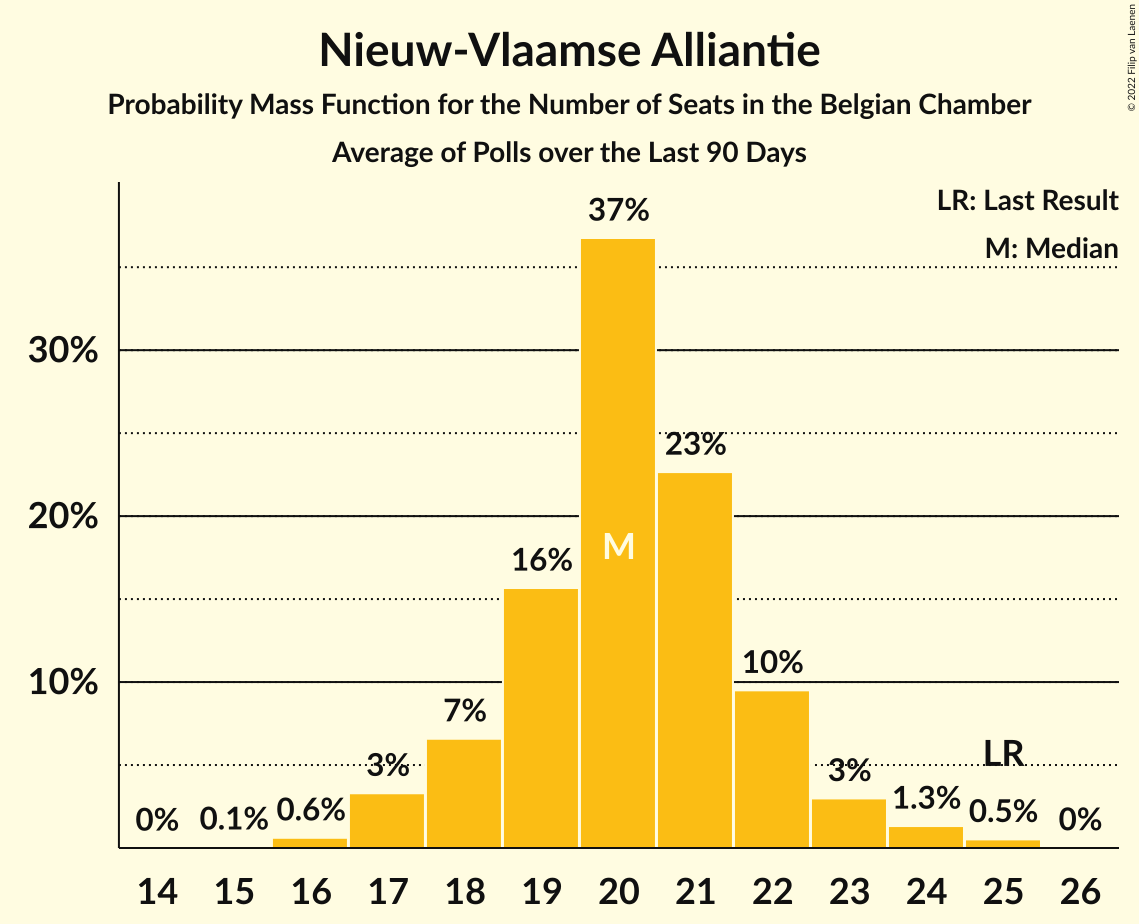 Nieuw-Vlaamse Alliantie
Probability Mass Function for the Number of Seats in the Belgian Chamber
Average of Polls over the Last 90 Days
© 2022 Filip van Laenen
LR: Last Result
M: Median
37%
30%
23%
20%
M
16%
10%
10%
7%
LR
3%
3%
1.3%
0.5%
0.6%
0.1%
0%
0%
14 15 16 17 18 19 20 21 22 23 24 25 26